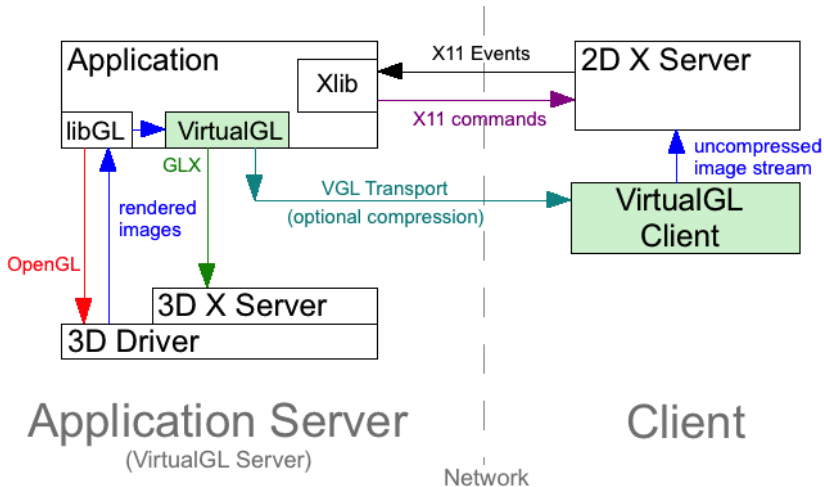 Application
Xlib
libGL
VirtualGL
X11 Events
X11 commands
2D X Server
GLX
VGL Transport
(optional compression)
uncompressed
image stream
rendered
images
VirtualGL
Client
OpenGL
3D X Server
3D Driver
Application Server
(VirtualGL Server)
Client
Network